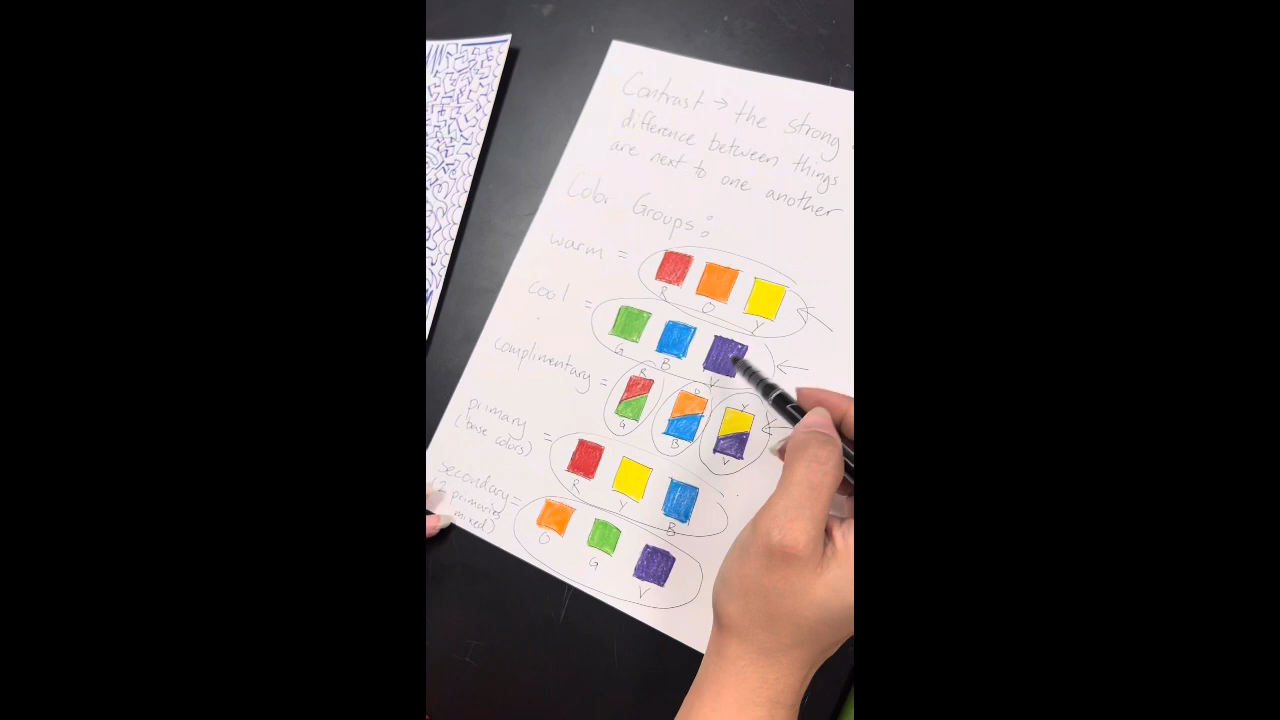 Contrast → the strong
difference between things
are next to one another
Color Groups:
warm =
R O Y
cool =
G B V
complimentary =
R O Y
G B V
primary
(base colors) =
R Y B
secondary =
(2 primaries
mixed)
O G V